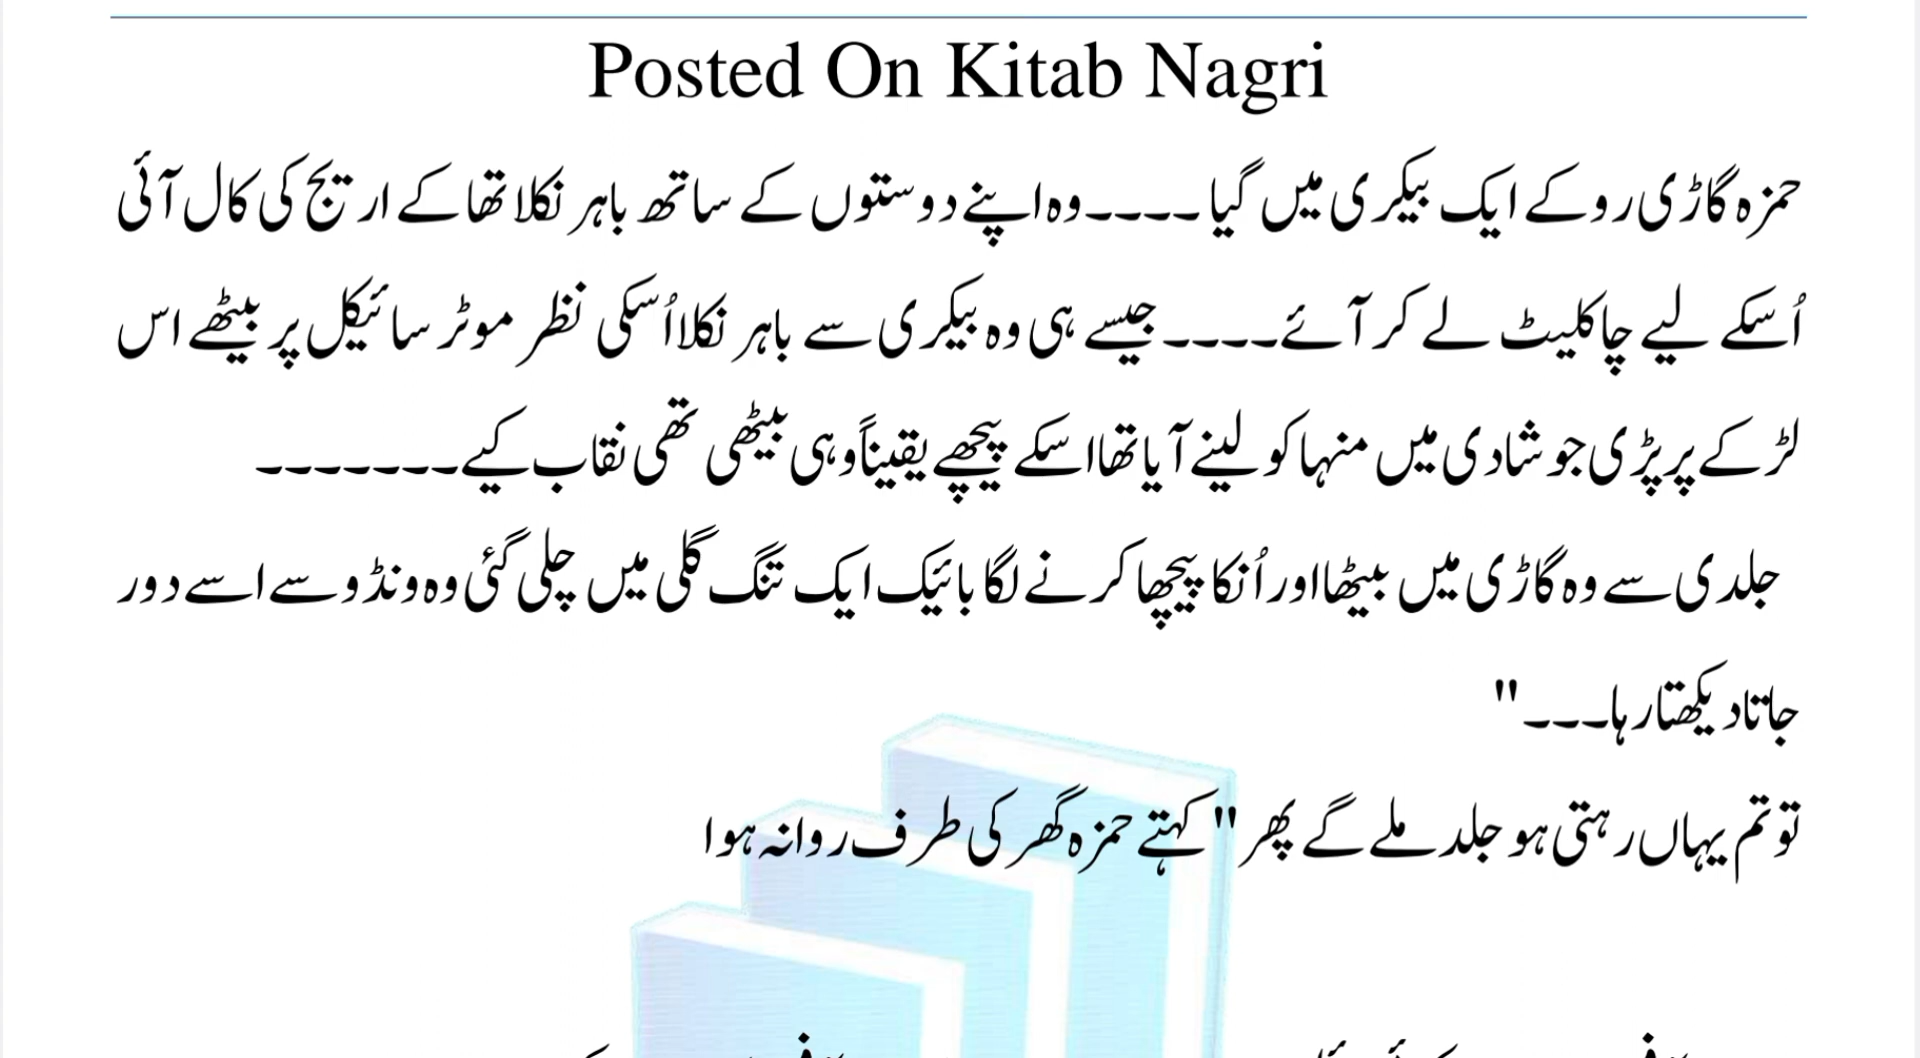 Posted On Kitab Nagri
حمزہ گاڑی روکے ایک بیکری میں گیا ۔۔۔۔وہ اپنے دوستوں کے ساتھ باہر نکلا تھا کے اریج کی کال آئی
اُسکے لیے چاکلیٹ لے کر آئے۔۔۔۔جیسے ہی وہ بیکری سے باہر نکلا اُسکی نظر موٹر سائیکل پر بیٹھے اس
لڑکے پر پڑی جو شادی میں منہا کو لینے آیا تھا اسکے پیچھے یقیناً وہی بیٹھی تھی نقاب کیے۔۔۔۔۔۔۔
جلدی سے وہ گاڑی میں بیٹھا اور اُنکا پیچھا کرنے لگا بائیک ایک تنگ گلی میں چلی گئی وہ ونڈو سے اسے دور
جاتا دیکھتا رہا۔۔۔"
تو تم یہاں رہتی ہو جلد ملے گے پھر "کہتے حمزہ گھر کی طرف روانہ ہوا